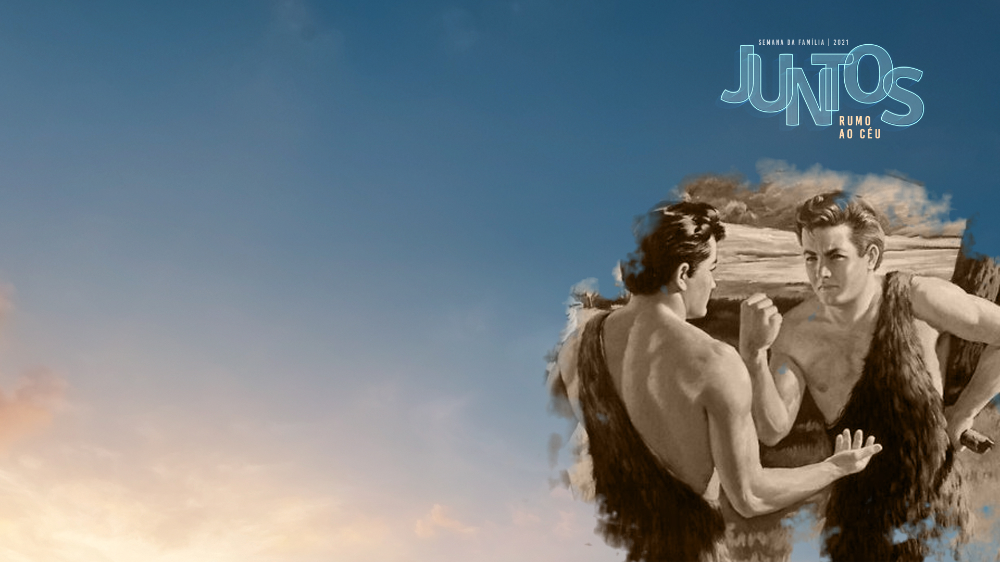 SEMANA DA FAMÍLIA | 2021
JUNTOS
RUMO
AO CÉU